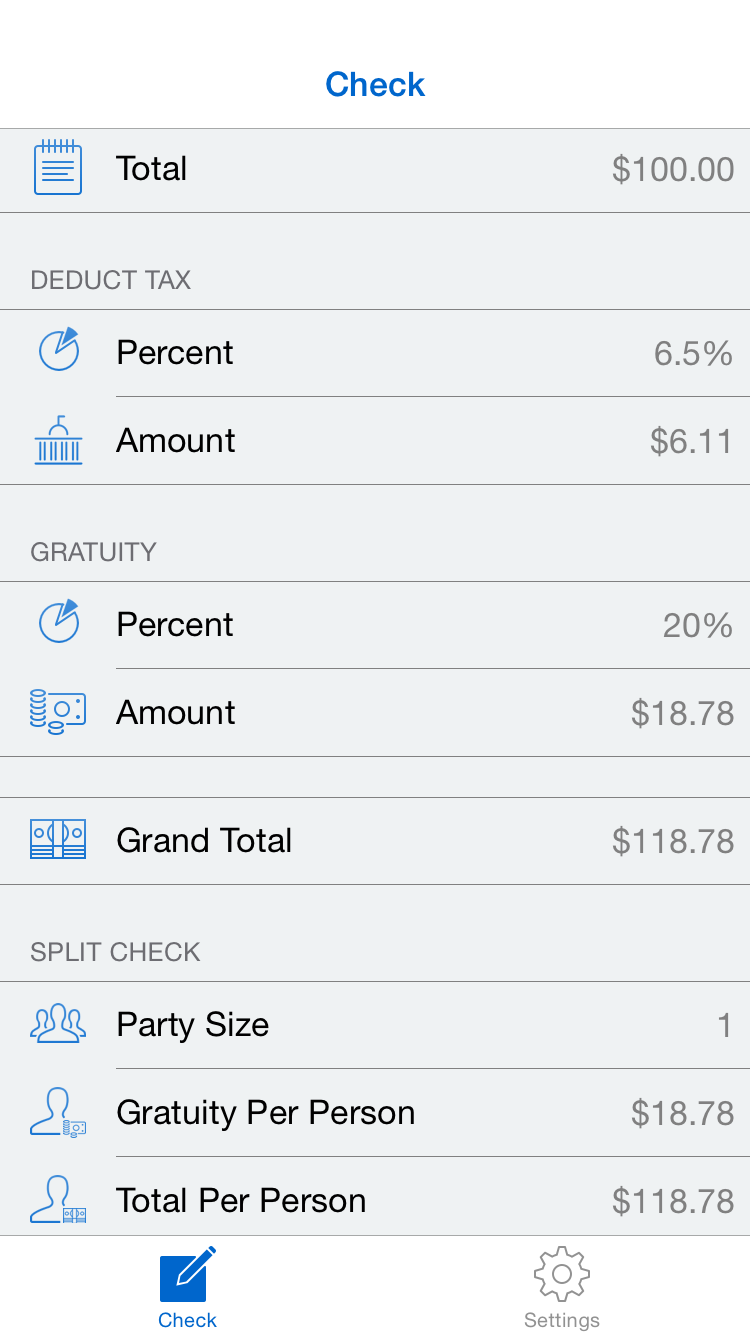 Check
Total $100.00
DEDUCT TAX
Percent 6.5%
Amount $6.11
GRATUITY
Percent 20%
Amount $18.78
Grand Total $118.78
SPLIT CHECK
Party Size 1
Gratuity Per Person $18.78
Total Per Person $118.78
Check Settings